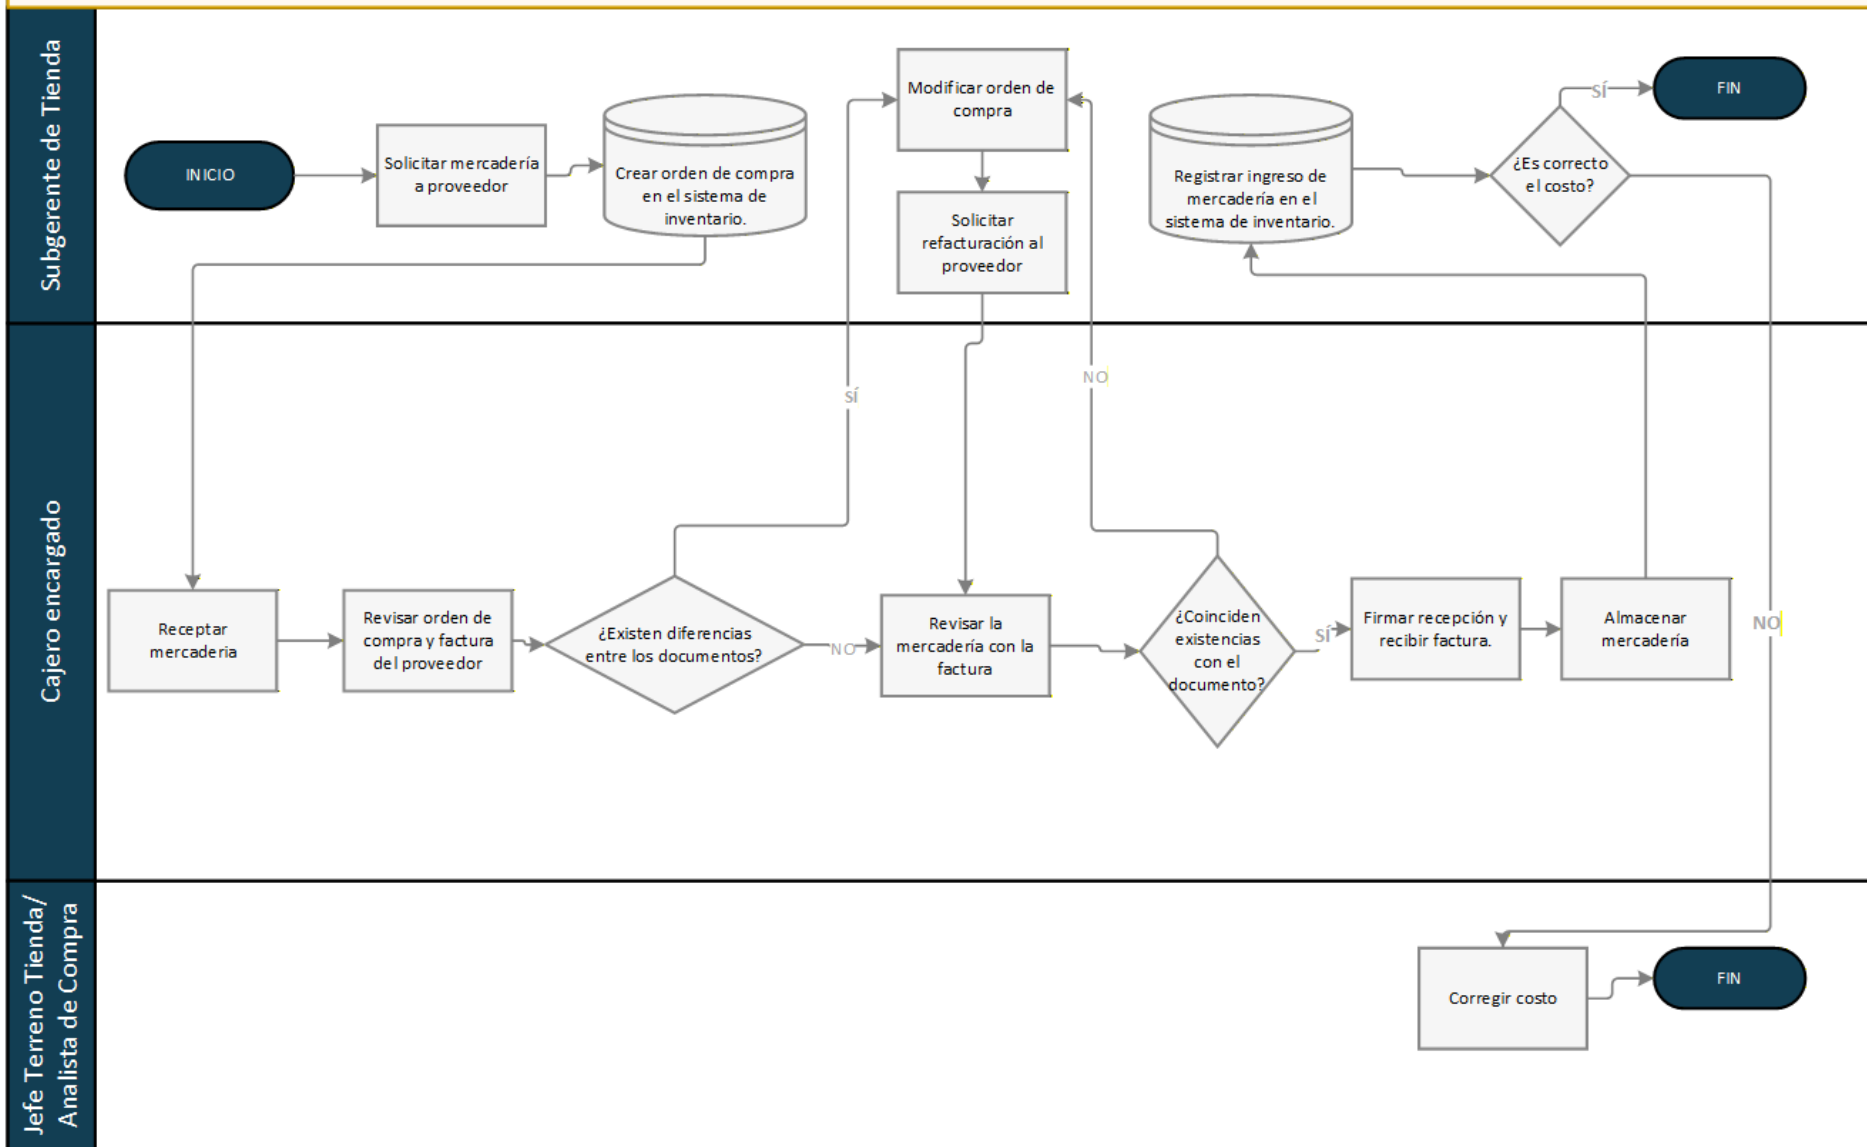 Subgerente de Tienda
INICIO
Solicitar mercadería
a proveedor
Crear orden de compra
en el sistema de
inventario.
Modificar orden de
compra
Solicitar
refacturación al
proveedor
Registrar ingreso de
mercadería en el
sistema de inventario.
¿Es correcto
el costo?
SÍ
FIN
Cajero encargado
SÍ
NO
NO
Receptar
mercaderia
Revisar orden de
compra y factura
del proveedor
¿Existen diferencias
entre los documentos?
NO
Revisar la
mercadería con la
factura
¿Coinciden
existencias
con el
documento?
SÍ
Firmar recepción y
recibir factura.
Almacenar
mercadería
Jefe Terreno Tienda/
Analista de Compra
Corregir costo
FIN